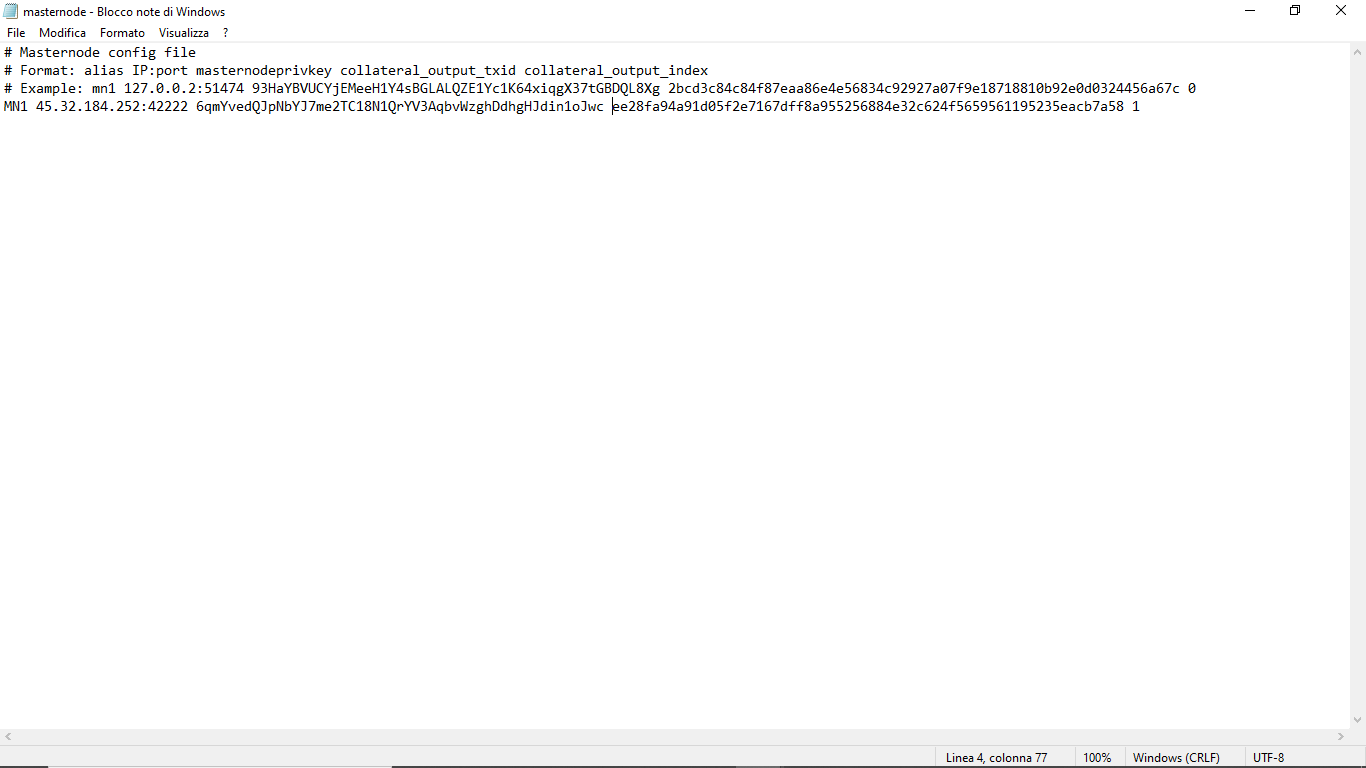 masternode - Blocco note di Windows
File Modifica Formato Visualizza ?
# Masternode config file
# Format: alias IP:port masternodeprivkey collateral_output_txid collateral_output_index
# Example: mn1 127.0.0.2:51474 93HaYBVUCYjEMeeH1Y4sBGLALQZE1Yc1K64xiqgX37tGBDQL8Xg 2bcd3c84c84f87eaa86e4e56834c92927a07f9e18718810b92e0d0324456a67c 0
MN1 45.32.184.252:42222 6qmYvedQJpNbYJ7me2TC18N1QrYV3AqbvWzghDdhgHJdin1oJwc ee28fa94a91d05f2e7167dff8a955256884e32c624f5659561195235eacb7a58 1
Linea 4, colonna 77 100% Windows (CRLF) UTF-8